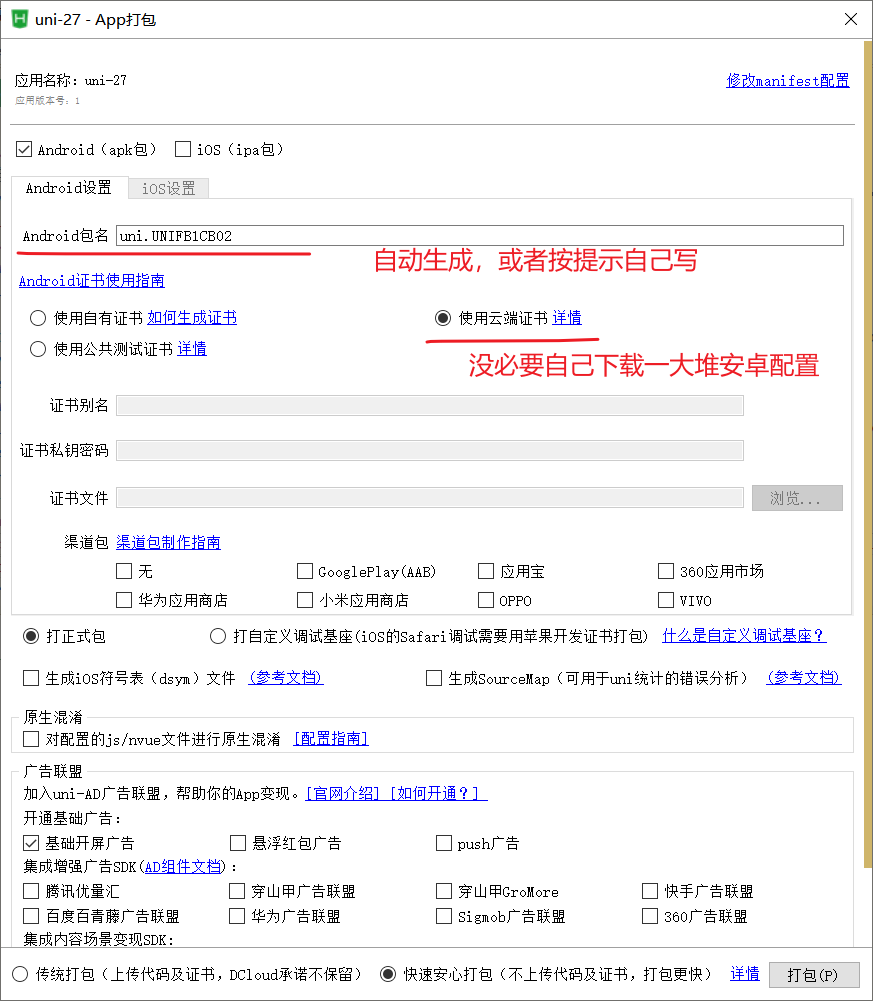 uni-27 - App打包
应用名称：uni-27
修改manifest配置
应用版本号：1
Android（apk包） iOS（ipa包）
Android设置 iOS设置
Android包名 uni.UNIFB1CB02
自动生成，或者按提示自己写
Android证书使用指南
使用自有证书 如何生成证书 使用云端证书 详情
使用公共测试证书 详情
没必要自己下载一大堆安卓配置
证书别名
证书私钥密码
证书文件 浏览...
渠道包 渠道包制作指南
无 GooglePlay(AAB) 应用宝 360应用市场
华为应用商店 小米应用商店 OPPO VIVO
打正式包 打自定义调试基座(iOS的Safari调试需要用苹果开发证书打包) 什么是自定义调试基座？
生成iOS符号表（dsym）文件 (参考文档) 生成SourceMap（可用于uni统计的错误分析） (参考文档)
原生混淆
对配置的js/nvue文件进行原生混淆 [配置指南]
广告联盟
加入uni-AD广告联盟，帮助你的App变现。[官网介绍] [如何开通？]
开通基础广告：
基础开屏广告 悬浮红包广告 push广告
集成增强广告SDK(AD组件文档)：
腾讯优量汇 穿山甲广告联盟 穿山甲GroMore 快手广告联盟
百度百青藤广告联盟 华为广告联盟 Sigmob广告联盟 360广告联盟
集成内容场景变现SDK：
传统打包（上传代码及证书，DCloud承诺不保留） 快速安心打包（不上传代码及证书，打包更快） 详情 打包(P)